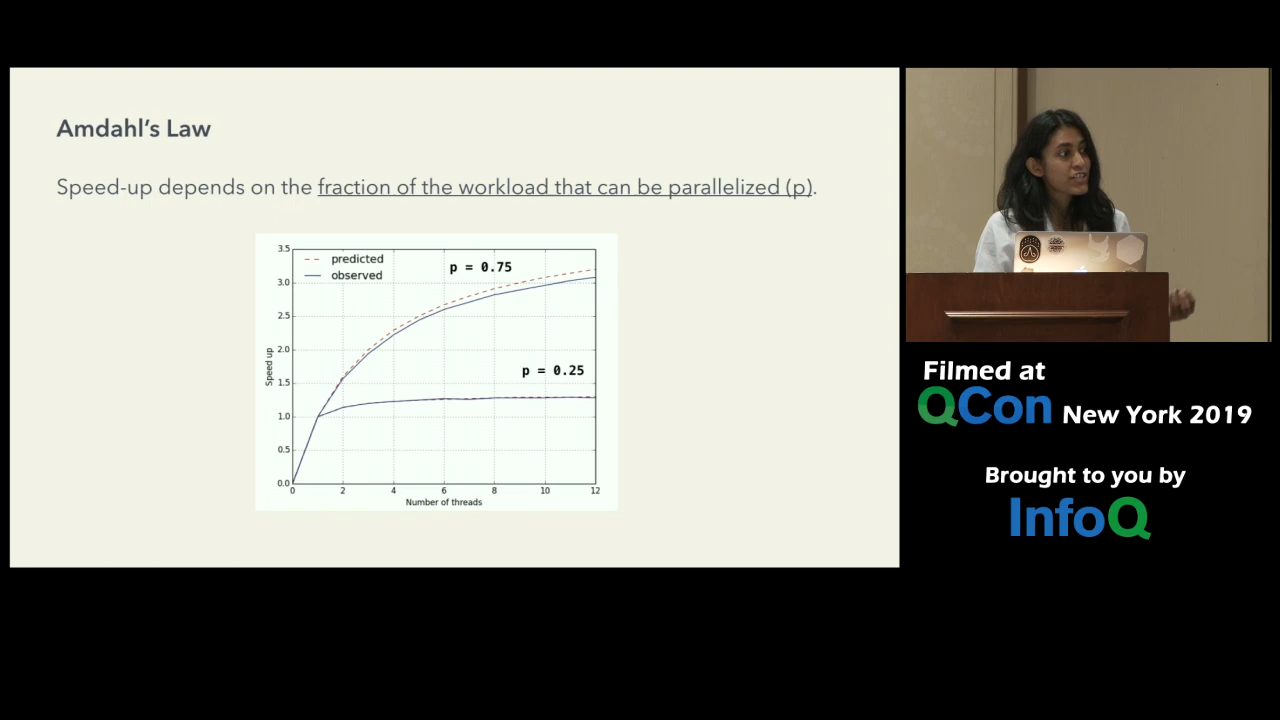 Amdahl's Law
Speed-up depends on the fraction of the workload that can be parallelized (p).
3.5
3.0
2.5
2.0
1.5
1.0
0.5
0.0
Speed up
predicted
observed
p = 0.75
p = 0.25
0 2 4 6 8 10 12
Number of threads
Filmed at
QCon New York 2019
Brought to you by
InfoQ